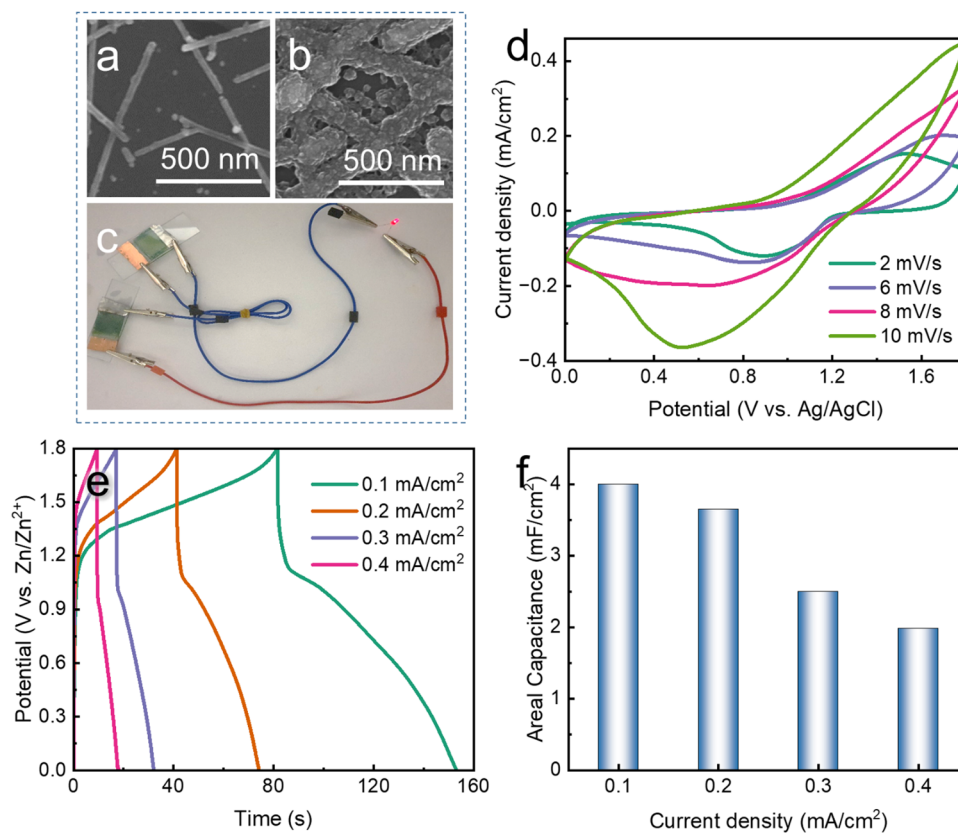 a
500 nm
b
500 nm
c
d
Current density (mA/cm²)
0.4
0.2
0.0
−0.2
−0.4
2 mV/s
6 mV/s
8 mV/s
10 mV/s
0.0 0.4 0.8 1.2 1.6
Potential (V vs. Ag/AgCl)
e
Potential (V vs. Zn/Zn²⁺)
1.8
1.5
1.2
0.9
0.6
0.3
0.0
0.1 mA/cm²
0.2 mA/cm²
0.3 mA/cm²
0.4 mA/cm²
0 40 80 120 160
Time (s)
f
Areal Capacitance (mF/cm²)
4
3
2
1
0
0.1 0.2 0.3 0.4
Current density (mA/cm²)